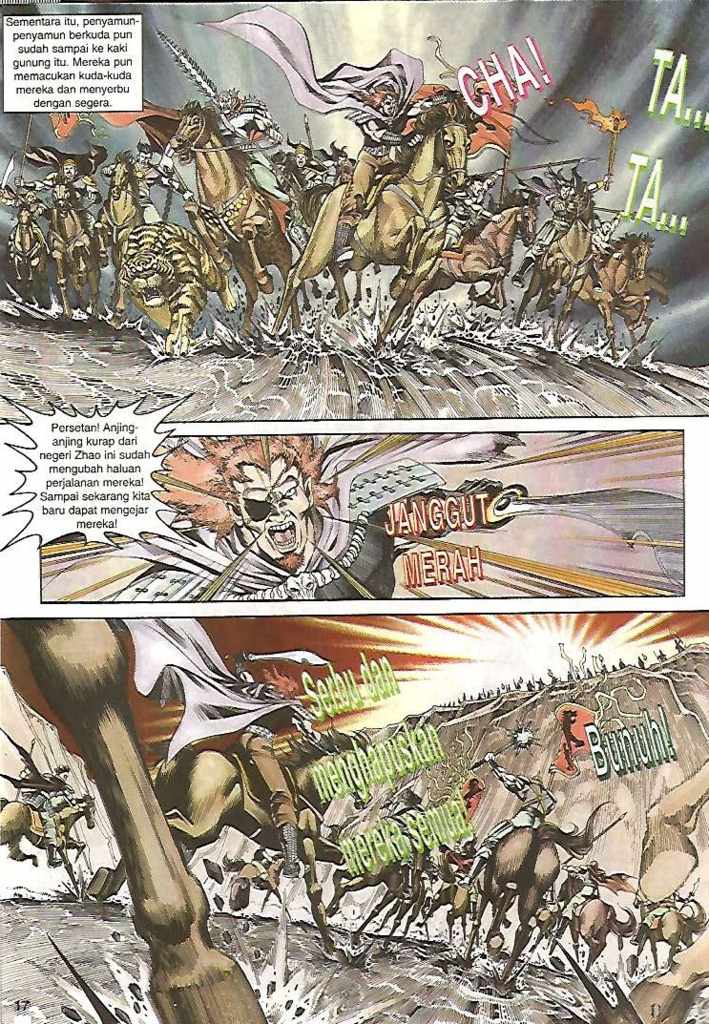 Sementara itu, penyamun-
penyamun berkuda pun
sudah sampai ke kaki
gunung itu. Mereka pun
memacukan kuda-kuda
mereka dan menyerbu
dengan segera.
CHA!
TA...
TA...
Persetan! Anjing-
anjing kurap dari
negeri Zhao ini sudah
mengubah haluan
perjalanan mereka!
Sampai sekarang kita
baru dapat mengejar
mereka!
JANGGUT
MERAH
Serbu dan
menghapuskan
mereka semua!
Bunuh!
17